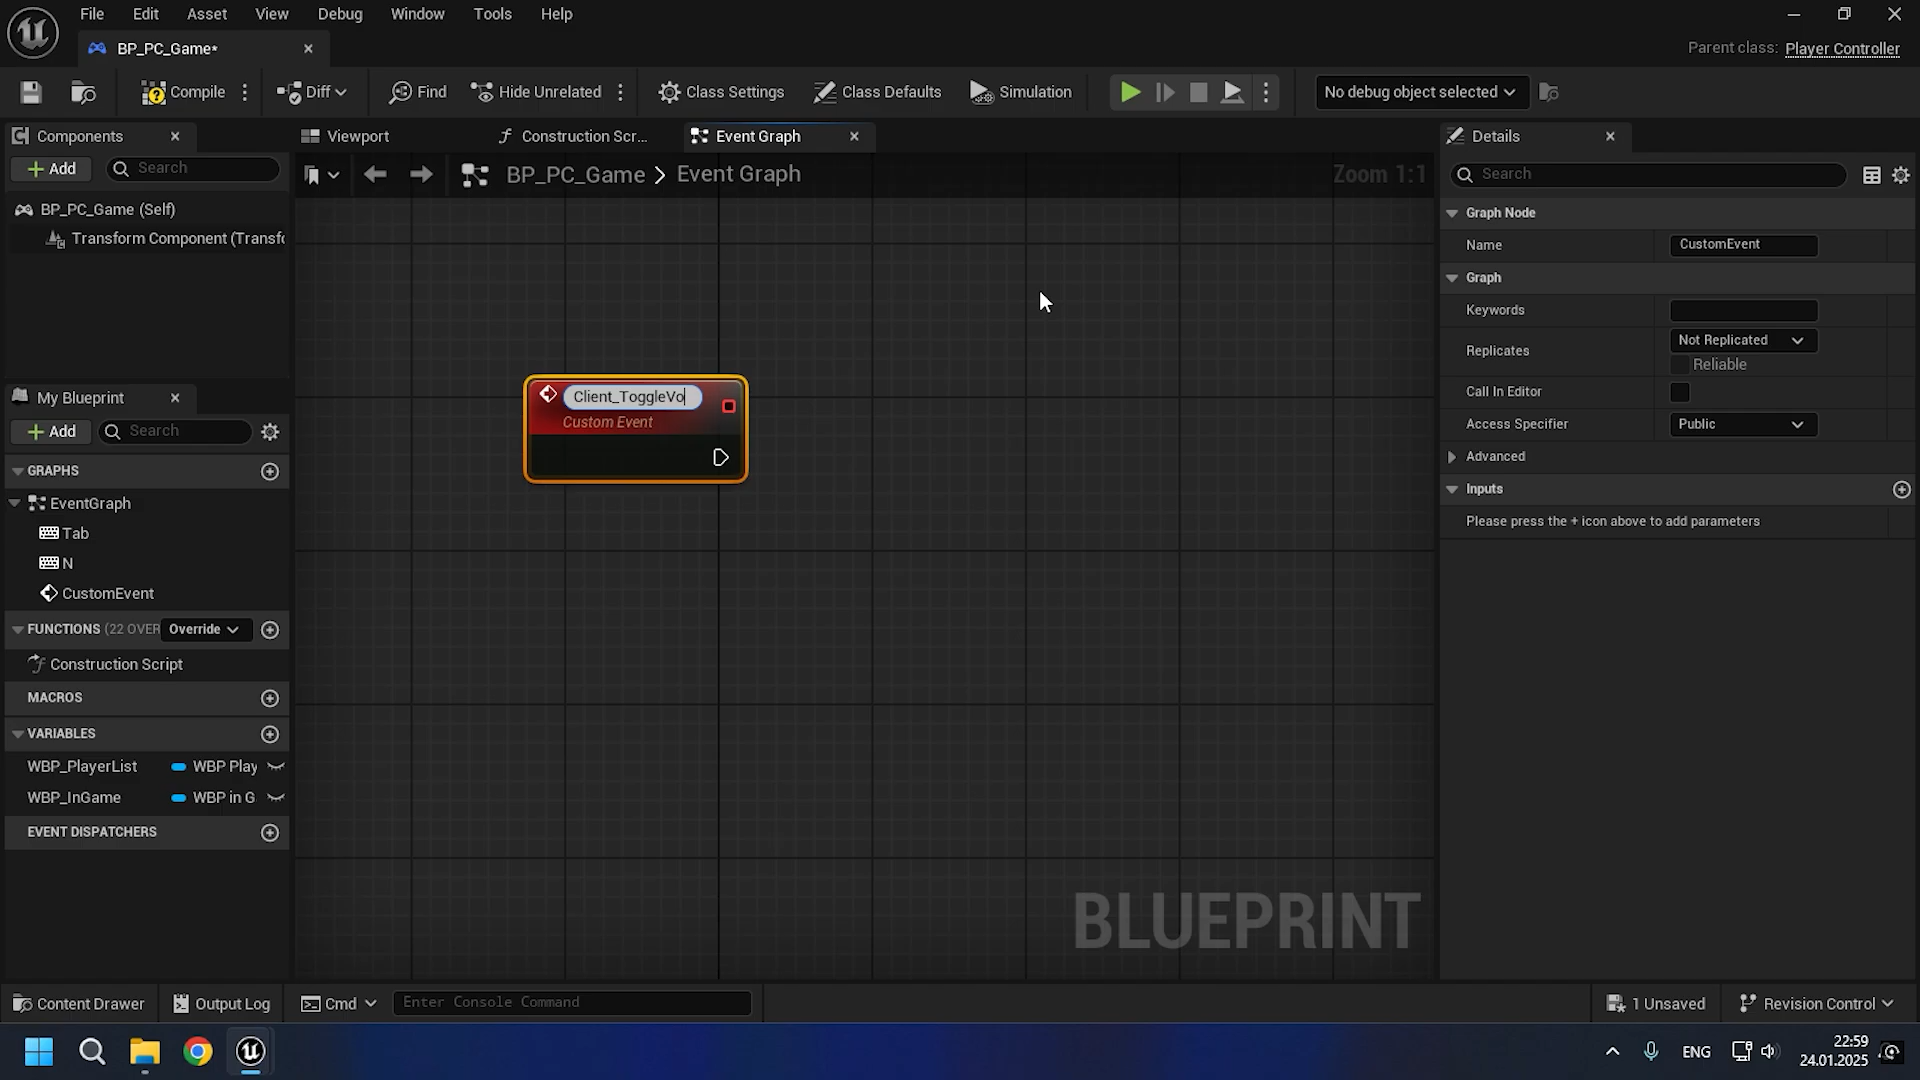 File Edit Asset View Debug Window Tools Help
BP_PC_Game*
Parent class: Player Controller
Compile Diff Find Hide Unrelated Class Settings Class Defaults Simulation No debug object selected
Components Viewport Construction Scr... Event Graph Details
Add Search BP_PC_Game > Event Graph Zoom 1:1 Search
BP_PC_Game (Self)
Transform Component (Transfo
Graph Node
Name CustomEvent
Graph
Keywords
Replicates Not Replicated
Reliable
Call In Editor
Access Specifier Public
Advanced
Inputs
Please press the + icon above to add parameters
Client_ToggleVo
Custom Event
My Blueprint
Add Search
GRAPHS
EventGraph
Tab
N
CustomEvent
FUNCTIONS (22 OVER Override
Construction Script
MACROS
VARIABLES
WBP_PlayerList WBP Play
WBP_InGame WBP in G
EVENT DISPATCHERS
BLUEPRINT
Content Drawer Output Log Cmd Enter Console Command 1 Unsaved Revision Control
ENG 22:59
24.01.2025